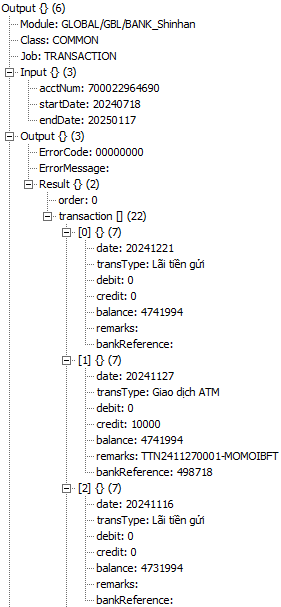 Output {} (6)
Module: GLOBAL/GBL/BANK_Shinhan
Class: COMMON
Job: TRANSACTION
Input {} (3)
acctNum: 700022964690
startDate: 20240718
endDate: 20250117
Output {} (3)
ErrorCode: 00000000
ErrorMessage:
Result {} (2)
order: 0
transaction [] (22)
[0] {} (7)
date: 20241221
transType: Lãi tiền gửi
debit: 0
credit: 0
balance: 4741994
remarks:
bankReference:
[1] {} (7)
date: 20241127
transType: Giao dịch ATM
debit: 0
credit: 10000
balance: 4741994
remarks: TTN2411270001-MOMOIBFT
bankReference: 498718
[2] {} (7)
date: 20241116
transType: Lãi tiền gửi
debit: 0
credit: 0
balance: 4731994
remarks:
bankReference: